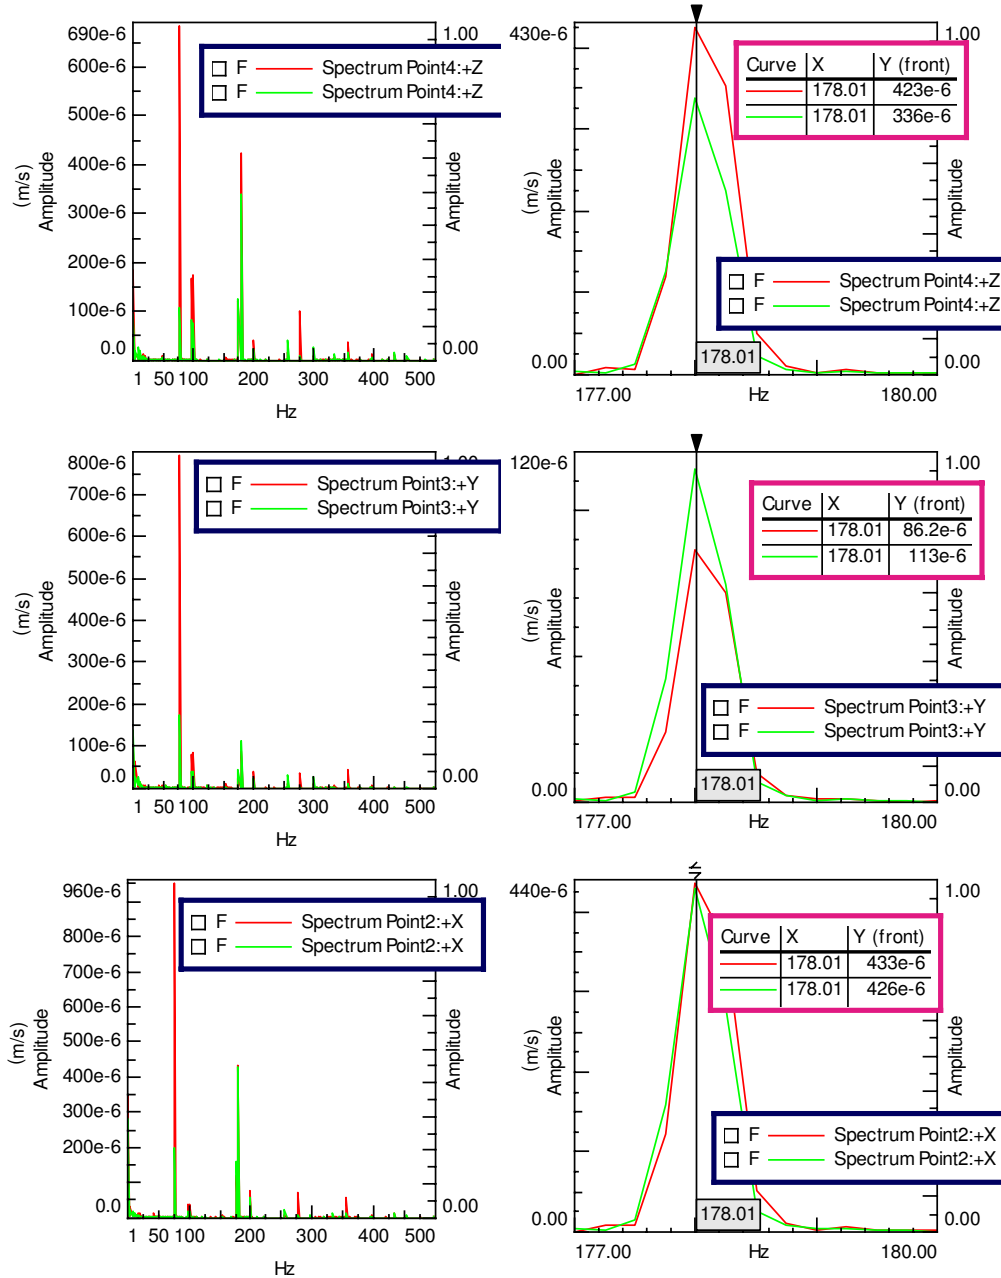 690e-6
600e-6
500e-6
400e-6
300e-6
200e-6
100e-6
0.0
(m/s)
Amplitude
1 50 100 200 300 400 500
Hz
1.00
0.00
Amplitude
F Spectrum Point4:+Z
F Spectrum Point4:+Z
430e-6
0.00
(m/s)
Amplitude
177.00 Hz 180.00
178.01
1.00
0.00
Amplitude
Curve X Y (front)
178.01 423e-6
178.01 336e-6
F Spectrum Point4:+Z
F Spectrum Point4:+Z
800e-6
700e-6
600e-6
500e-6
400e-6
300e-6
200e-6
100e-6
0.0
(m/s)
Amplitude
1 50 100 200 300 400 500
Hz
0.00
Amplitude
F Spectrum Point3:+Y
F Spectrum Point3:+Y
120e-6
0.00
(m/s)
Amplitude
177.00 Hz 180.00
178.01
1.00
0.00
Amplitude
Curve X Y (front)
178.01 86.2e-6
178.01 113e-6
F Spectrum Point3:+Y
F Spectrum Point3:+Y
960e-6
800e-6
700e-6
600e-6
500e-6
400e-6
300e-6
200e-6
0.0
(m/s)
Amplitude
1 50 100 200 300 400 500
Hz
1.00
0.00
Amplitude
F Spectrum Point2:+X
F Spectrum Point2:+X
440e-6
0.00
(m/s)
Amplitude
177.00 Hz 180.00
178.01
1.00
0.00
Amplitude
Curve X Y (front)
178.01 433e-6
178.01 426e-6
F Spectrum Point2:+X
F Spectrum Point2:+X